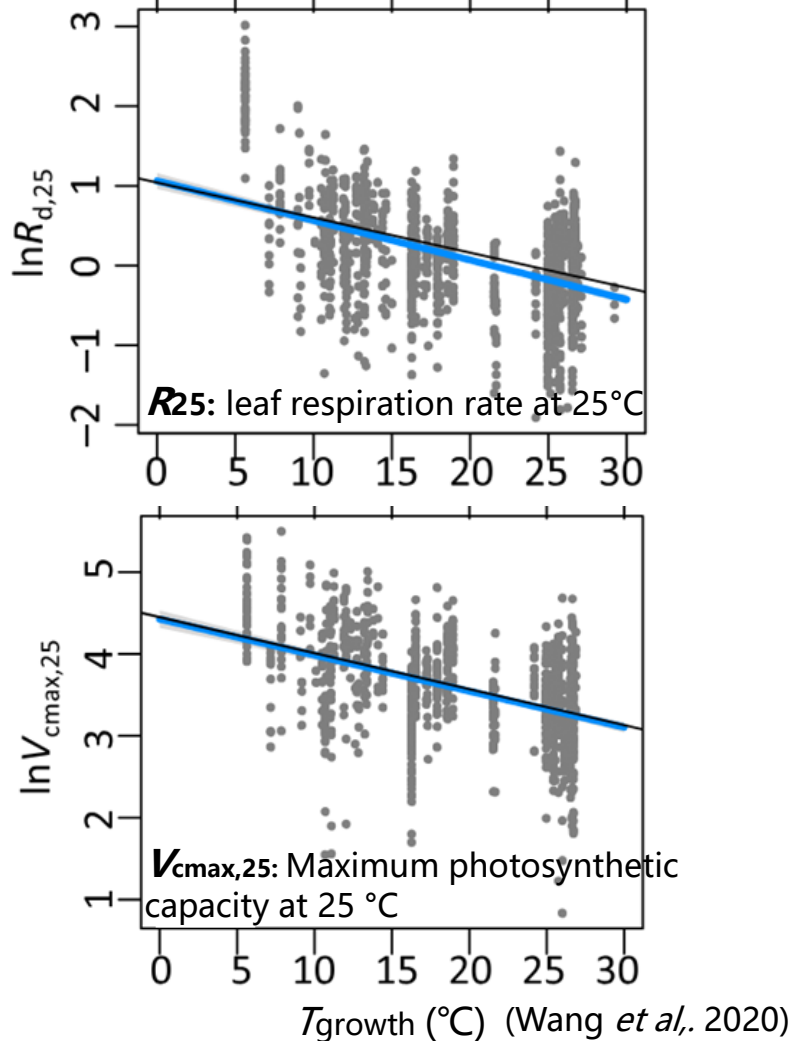 3
2
1
0
−1
−2
lnRd,25
R25: leaf respiration rate at 25°C
0 5 10 15 20 25 30
5
4
3
2
1
lnVcmax,25
Vcmax,25: Maximum photosynthetic
capacity at 25 °C
0 5 10 15 20 25 30
Tgrowth (°C) (Wang et al,. 2020)